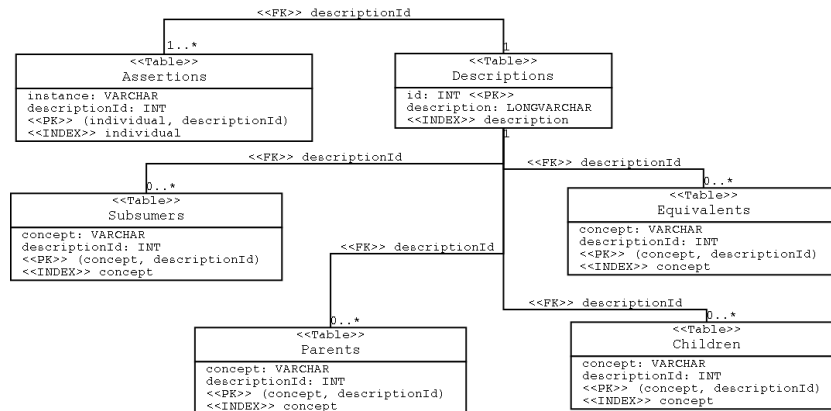 <<FK>> descriptionId
1..*
1
<<Table>>
Assertions
instance: VARCHAR
descriptionId: INT
<<PK>> (individual, descriptionId)
<<INDEX>> individual
<<Table>>
Descriptions
id: INT <<PK>>
description: LONGVARCHAR
<<INDEX>> description
1
<<FK>> descriptionId
0..*
<<Table>>
Subsumers
concept: VARCHAR
descriptionId: INT
<<PK>> (concept, descriptionId)
<<INDEX>> concept
<<FK>> descriptionId
0..*
<<Table>>
Equivalents
concept: VARCHAR
descriptionId: INT
<<PK>> (concept, descriptionId)
<<INDEX>> concept
<<FK>> descriptionId
0..*
<<Table>>
Parents
concept: VARCHAR
descriptionId: INT
<<PK>> (concept, descriptionId)
<<INDEX>> concept
<<FK>> descriptionId
0..*
<<Table>>
Children
concept: VARCHAR
descriptionId: INT
<<PK>> (concept, descriptionId)
<<INDEX>> concept